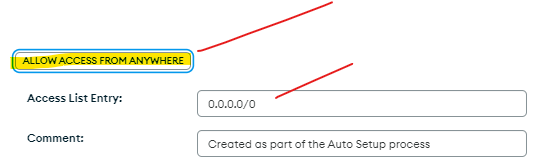 ALLOW ACCESS FROM ANYWHERE
Access List Entry: 0.0.0.0/0
Comment: Created as part of the Auto Setup process